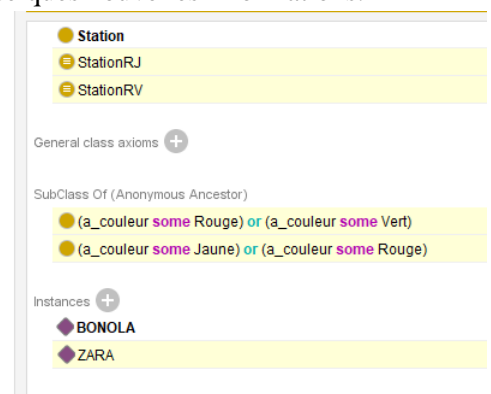 Station
StationRJ
StationRV
General class axioms
SubClass Of (Anonymous Ancestor)
(a_couleur some Rouge) or (a_couleur some Vert)
(a_couleur some Jaune) or (a_couleur some Rouge)
Instances
BONOLA
ZARA